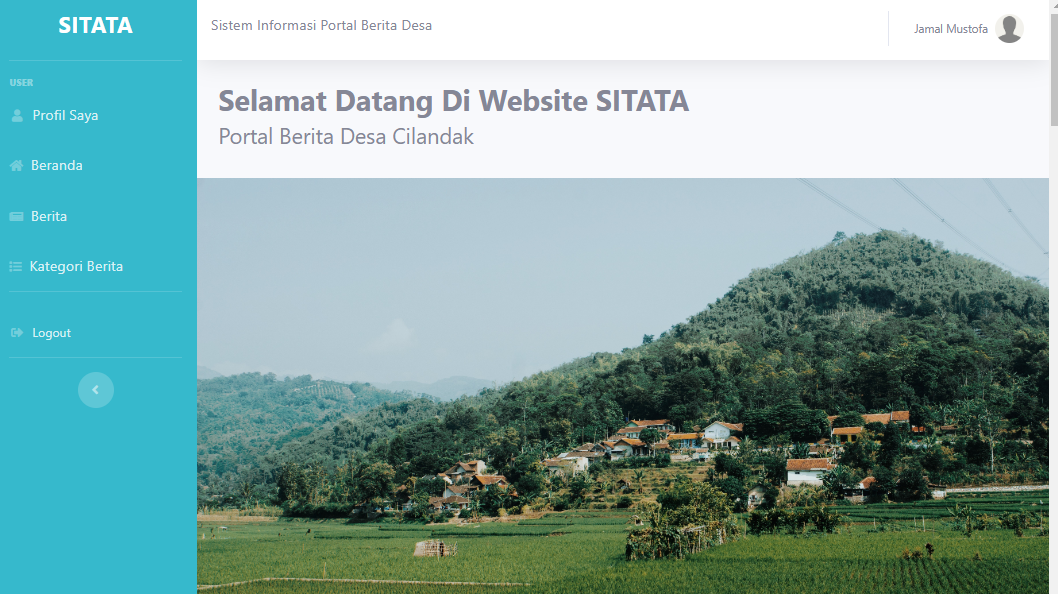 SITATA
Sistem Informasi Portal Berita Desa
Jamal Mustofa
USER
Profil Saya
Beranda
Berita
Kategori Berita
Logout
Selamat Datang Di Website SITATA
Portal Berita Desa Cilandak